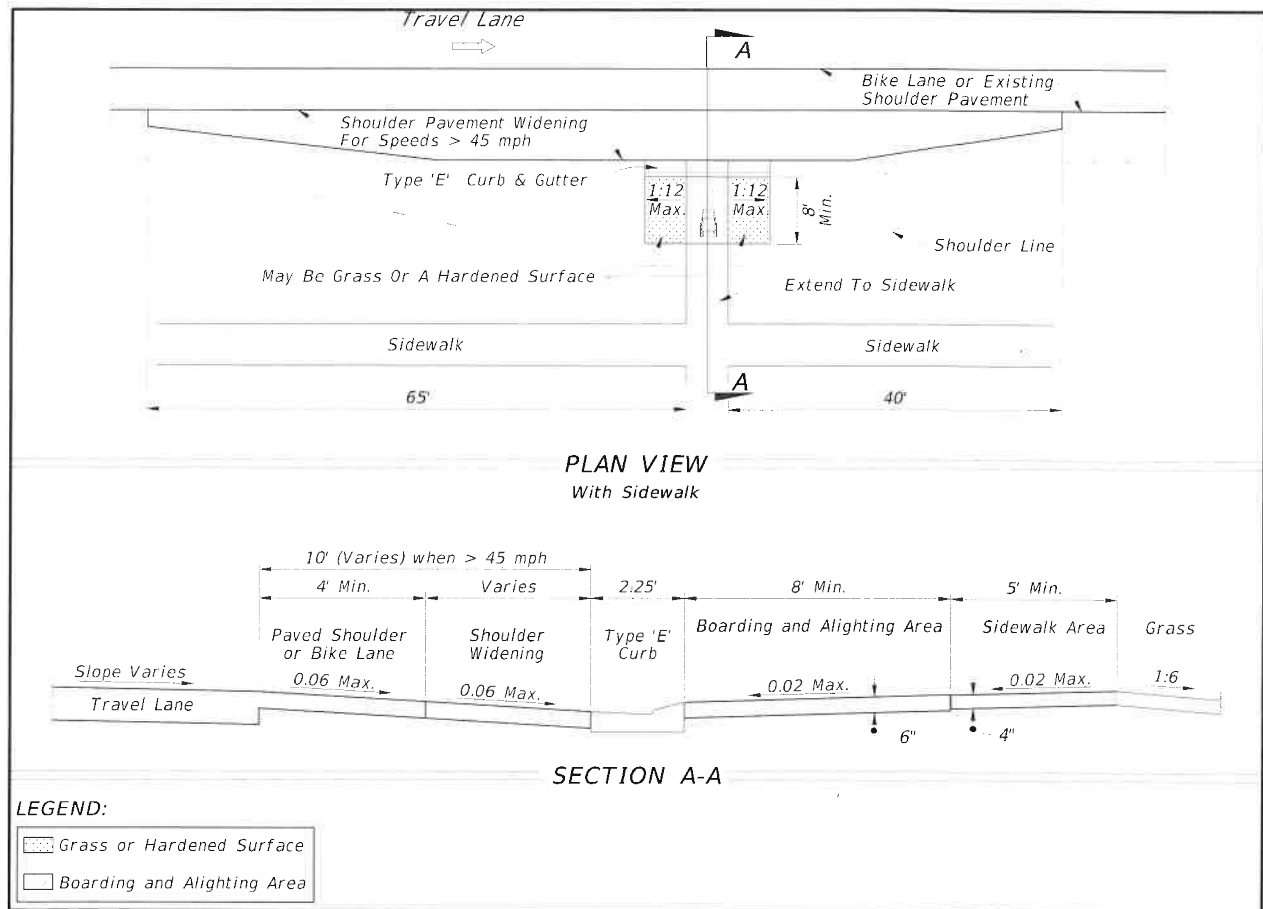 Travel Lane
A
Bike Lane or Existing
Shoulder Pavement
Shoulder Pavement Widening
For Speeds > 45 mph
Type 'E' Curb & Gutter
1:12
Max.
1:12
Max.
8'
Min.
Shoulder Line
May Be Grass Or A Hardened Surface
Extend To Sidewalk
Sidewalk
Sidewalk
A
65'
40'
PLAN VIEW
With Sidewalk
10' (Varies) when > 45 mph
4' Min.
Varies
2.25'
8' Min.
5' Min.
Paved Shoulder
or Bike Lane
Shoulder
Widening
Type 'E'
Curb
Boarding and Alighting Area
Sidewalk Area
Grass
Slope Varies
0.06 Max.
0.06 Max.
0.02 Max.
0.02 Max.
1:6
Travel Lane
6"
4"
SECTION A-A
LEGEND:
Grass or Hardened Surface
Boarding and Alighting Area